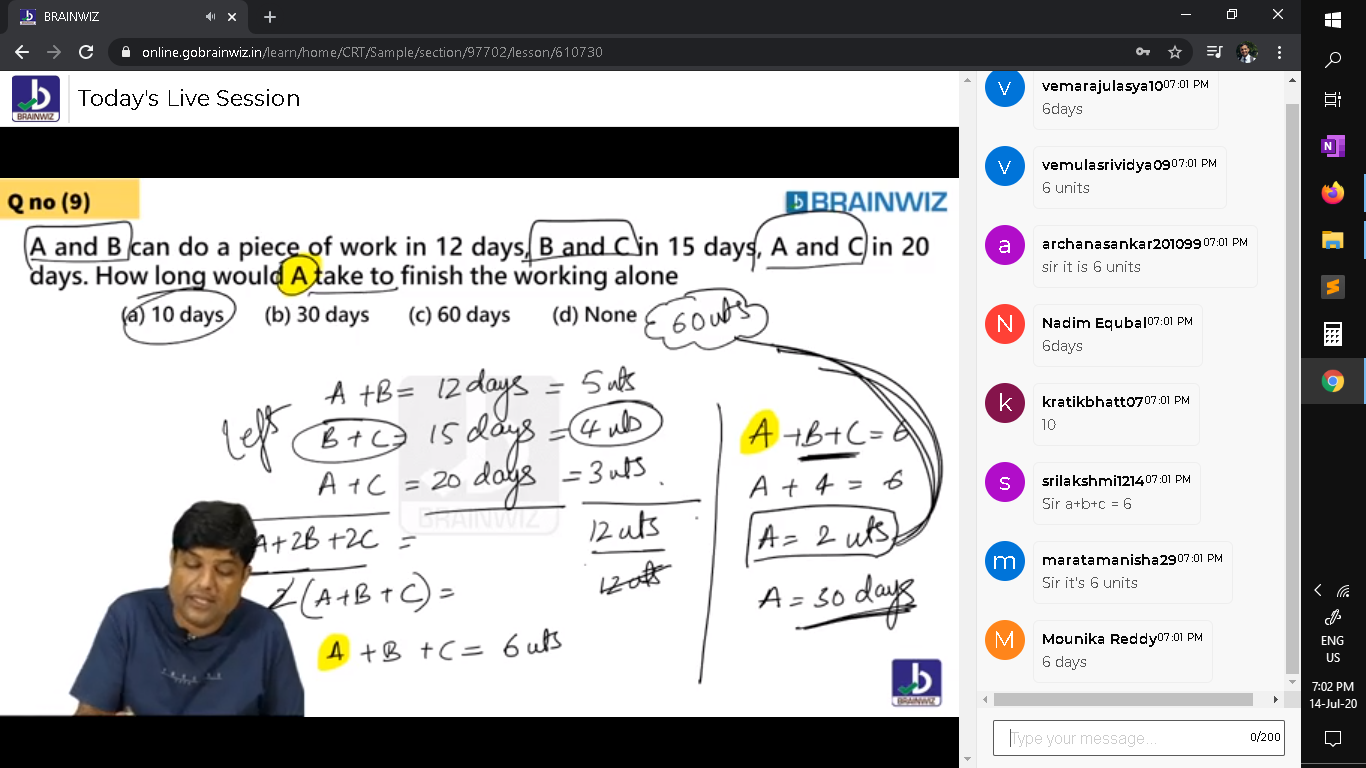 BRAINWIZ
online.gobrainwiz.in/learn/home/CRT/Sample/section/97702/lesson/610730
BRAINWIZ
Today's Live Session
Q no (9)
BRAINWIZ
A and B can do a piece of work in 12 days, B and C in 15 days, A and C in 20
days. How long would A take to finish the working alone
(a) 10 days (b) 30 days (c) 60 days (d) None
60 uts
A + B = 12 days = 5 uts
left
B + C = 15 days = 4 uts
A + C = 20 days = 3 uts
BRAINWIZ
A + 2B + 2C = 12 uts
12 uts
2 (A + B + C) =
A + B + C = 6 uts
A + B + C = 6
A + 4 = 6
A = 2 uts
A = 30 days
BRAINWIZ
vemarajulasya10 07:01 PM
6days
vemulasrividya09 07:01 PM
6 units
archanasankar201099 07:01 PM
sir it is 6 units
Nadim Equbal 07:01 PM
6days
kratikbhatt07 07:01 PM
10
srilakshmi1214 07:01 PM
Sir a+b+c = 6
maratamanisha29 07:01 PM
Sir it's 6 units
Mounika Reddy 07:01 PM
6 days
Type your message... 0/200
V
V
a
N
k
s
m
M
ENG
US
7:02 PM
14-Jul-20